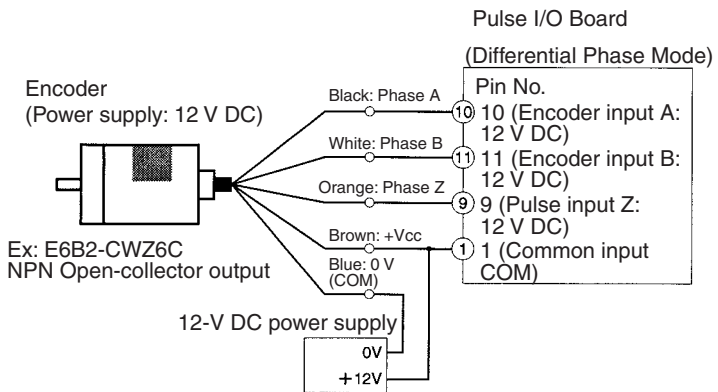 Pulse I/O Board
(Differential Phase Mode)
Encoder
(Power supply: 12 V DC)
Pin No.
Black: Phase A
10
10 (Encoder input A:
12 V DC)
White: Phase B
11
11 (Encoder input B:
12 V DC)
Orange: Phase Z
9
9 (Pulse input Z:
12 V DC)
Brown: +Vcc
1
1 (Common input
COM)
Ex: E6B2-CWZ6C
NPN Open-collector output
Blue: 0 V
(COM)
12-V DC power supply
0V
+12V